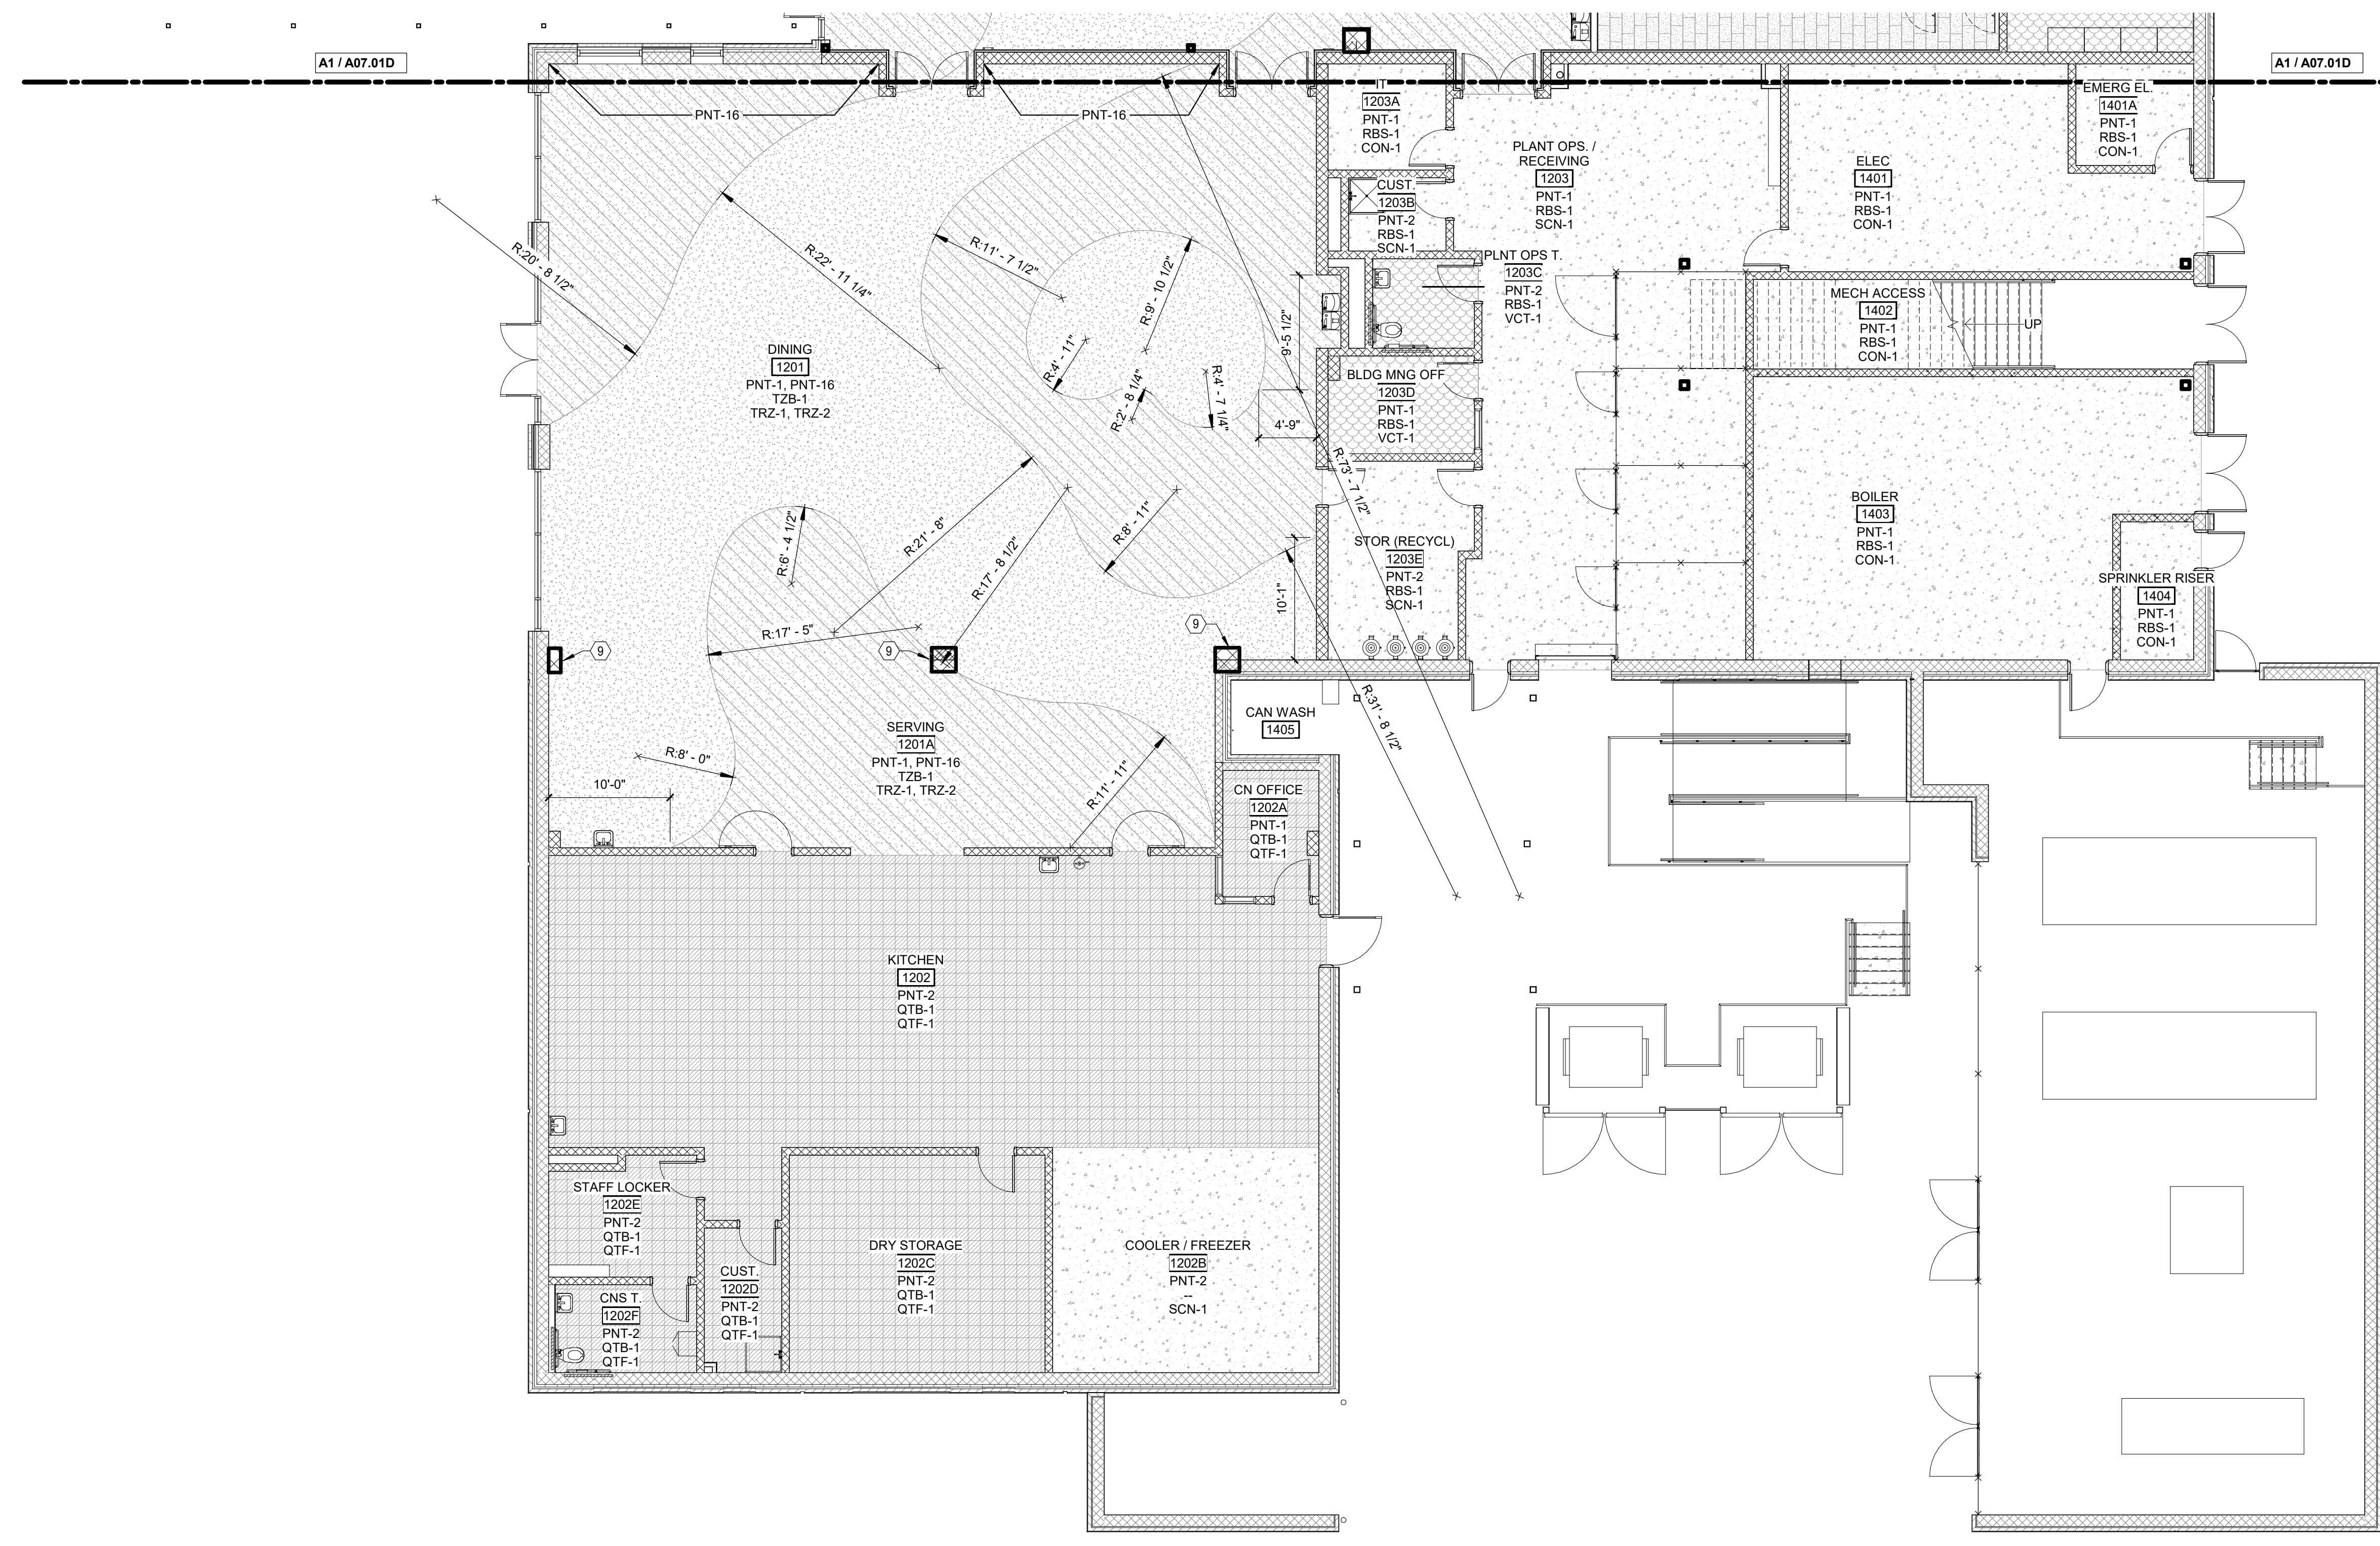 A1 / A07.01D
A1 / A07.01D
PNT-16
PNT-16
IT
1203A
PNT-1
RBS-1
CON-1
EMERG EL.
1401A
PNT-1
RBS-1
CON-1
PLANT OPS. /
RECEIVING
1203
PNT-1
RBS-1
SCN-1
ELEC
1401
PNT-1
RBS-1
CON-1
CUST.
1203B
PNT-2
RBS-1
SCN-1
R:20' - 8 1/2"
R:22' - 11 1/4"
R:11' - 7 1/2"
R:9' - 10 1/2"
PLNT OPS T.
1203C
PNT-2
RBS-1
VCT-1
MECH ACCESS
1402
PNT-1
RBS-1
CON-1
UP
DINING
1201
PNT-1, PNT-16
TZB-1
TRZ-1, TRZ-2
R:4' - 11"
R:2' - 8 1/4"
R:4' - 7 1/4"
9'-5 1/2"
4'-9"
BLDG MNG OFF
1203D
PNT-1
RBS-1
VCT-1
R:73' - 7 1/2"
R:6' - 4 1/2"
R:21' - 8"
R:17' - 8 1/2"
R:8' - 11"
BOILER
1403
PNT-1
RBS-1
CON-1
STOR (RECYCL)
1203E
PNT-2
RBS-1
SCN-1
10'-1"
SPRINKLER RISER
1404
PNT-1
RBS-1
CON-1
R:17' - 5"
9
9
9
R:31' - 8 1/2"
CAN WASH
1405
SERVING
1201A
PNT-1, PNT-16
TZB-1
TRZ-1, TRZ-2
R:8' - 0"
10'-0"
R:11' - 11"
CN OFFICE
1202A
PNT-1
QTB-1
QTF-1
KITCHEN
1202
PNT-2
QTB-1
QTF-1
STAFF LOCKER
1202E
PNT-2
QTB-1
QTF-1
DRY STORAGE
1202C
PNT-2
QTB-1
QTF-1
COOLER / FREEZER
1202B
PNT-2
--
SCN-1
CUST.
1202D
PNT-2
QTB-1
QTF-1
CNS T.
1202F
PNT-2
QTB-1
QTF-1